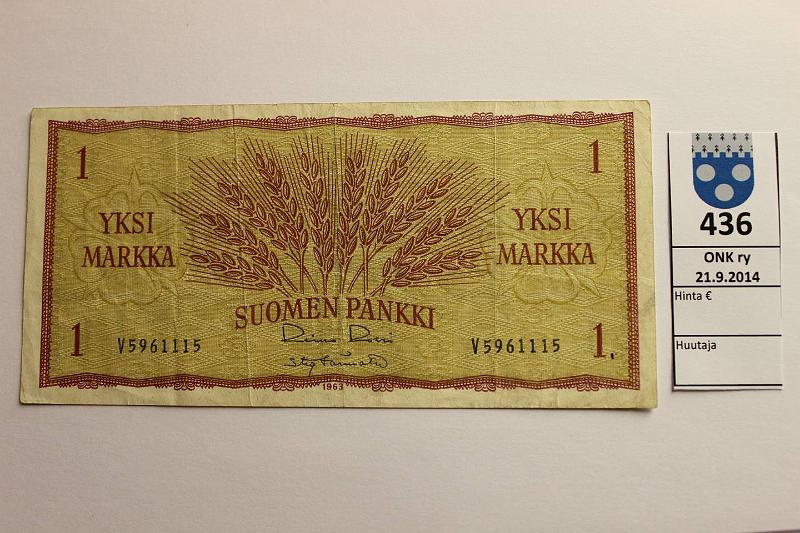 1
1
YKSI
MARKKA
YKSI
MARKKA
SUOMEN PANKKI
1
V5961115
V5961115
1.
1963
436
ONK ry
21.9.2014
Hinta €
Huutaja